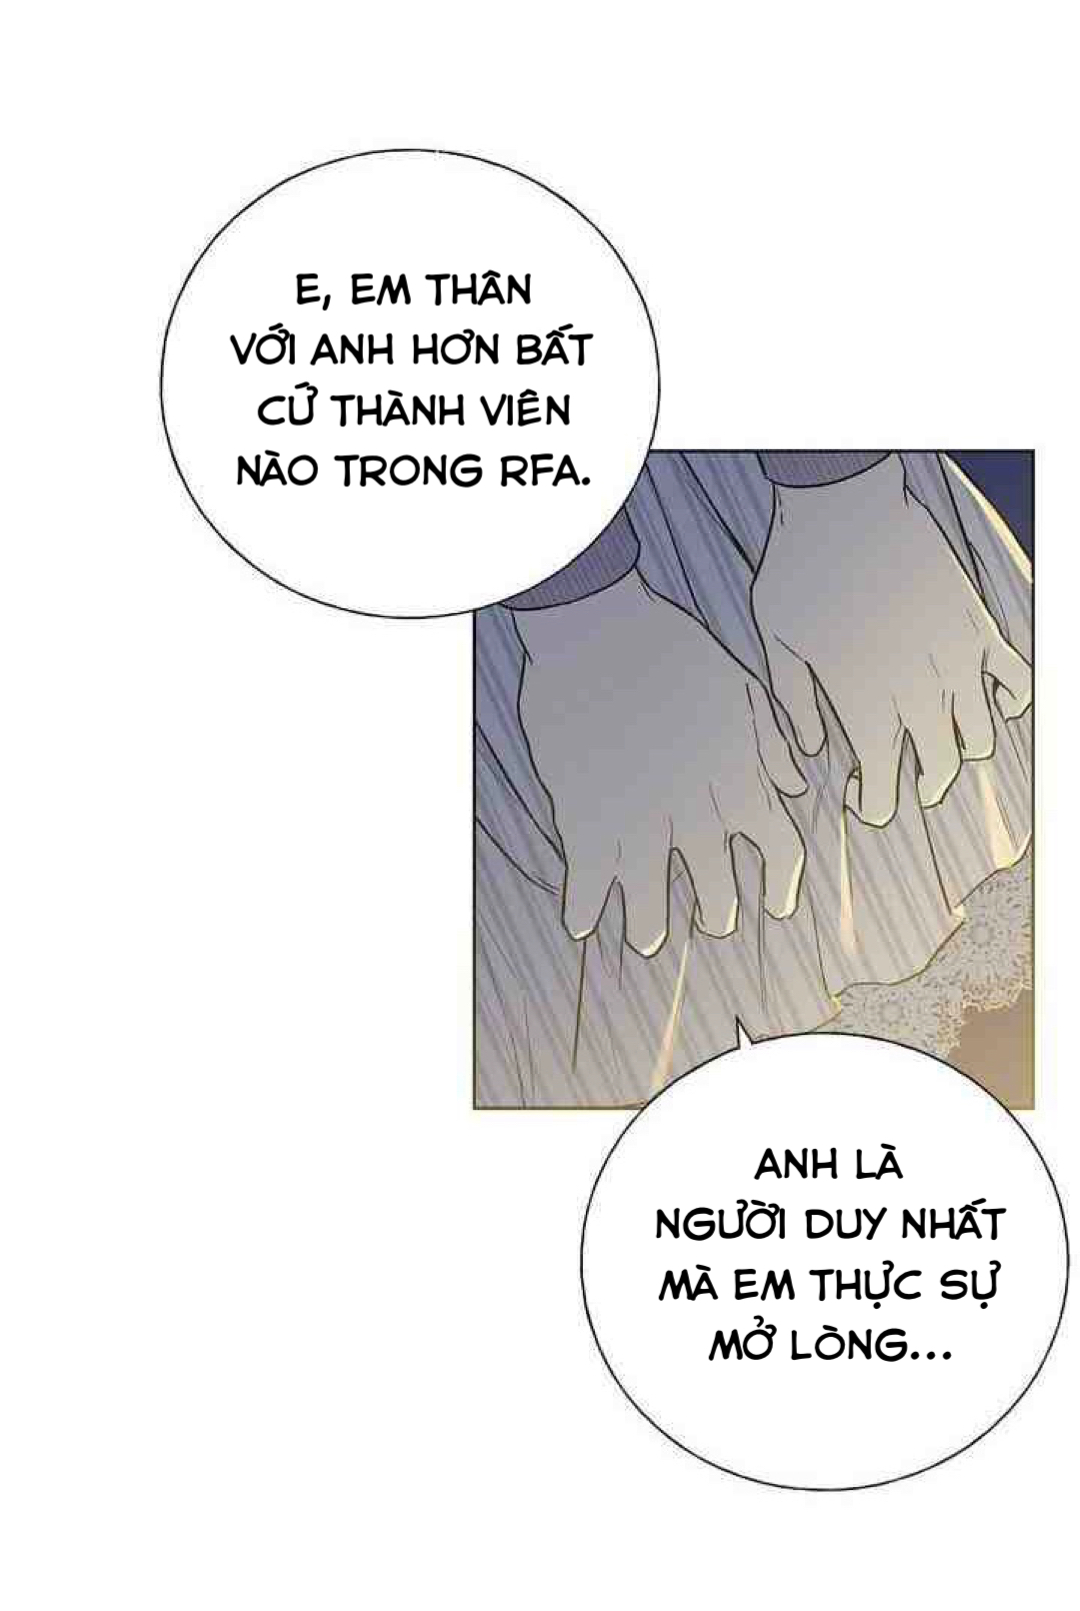 E, EM THÂN
VỚI ANH HƠN BẤT
CỨ THÀNH VIÊN
NÀO TRONG RFA.
ANH LÀ
NGƯỜI DUY NHẤT
MÀ EM THỰC SỰ
MỞ LÒNG...